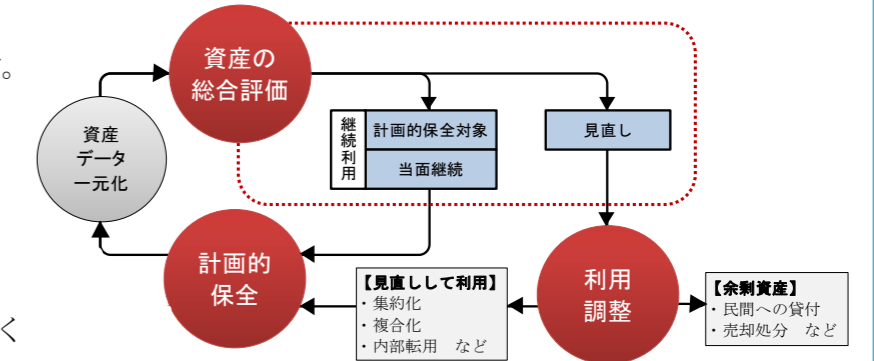 資産の
総合評価
。
資産
データ
一元化
継続利用
計画的保全対象
当面継続
見直し
計画的
保全
【見直しして利用】
・集約化
・複合化
・内部転用 など
利用
調整
【余剰資産】
・民間への貸付
・売却処分 など
く